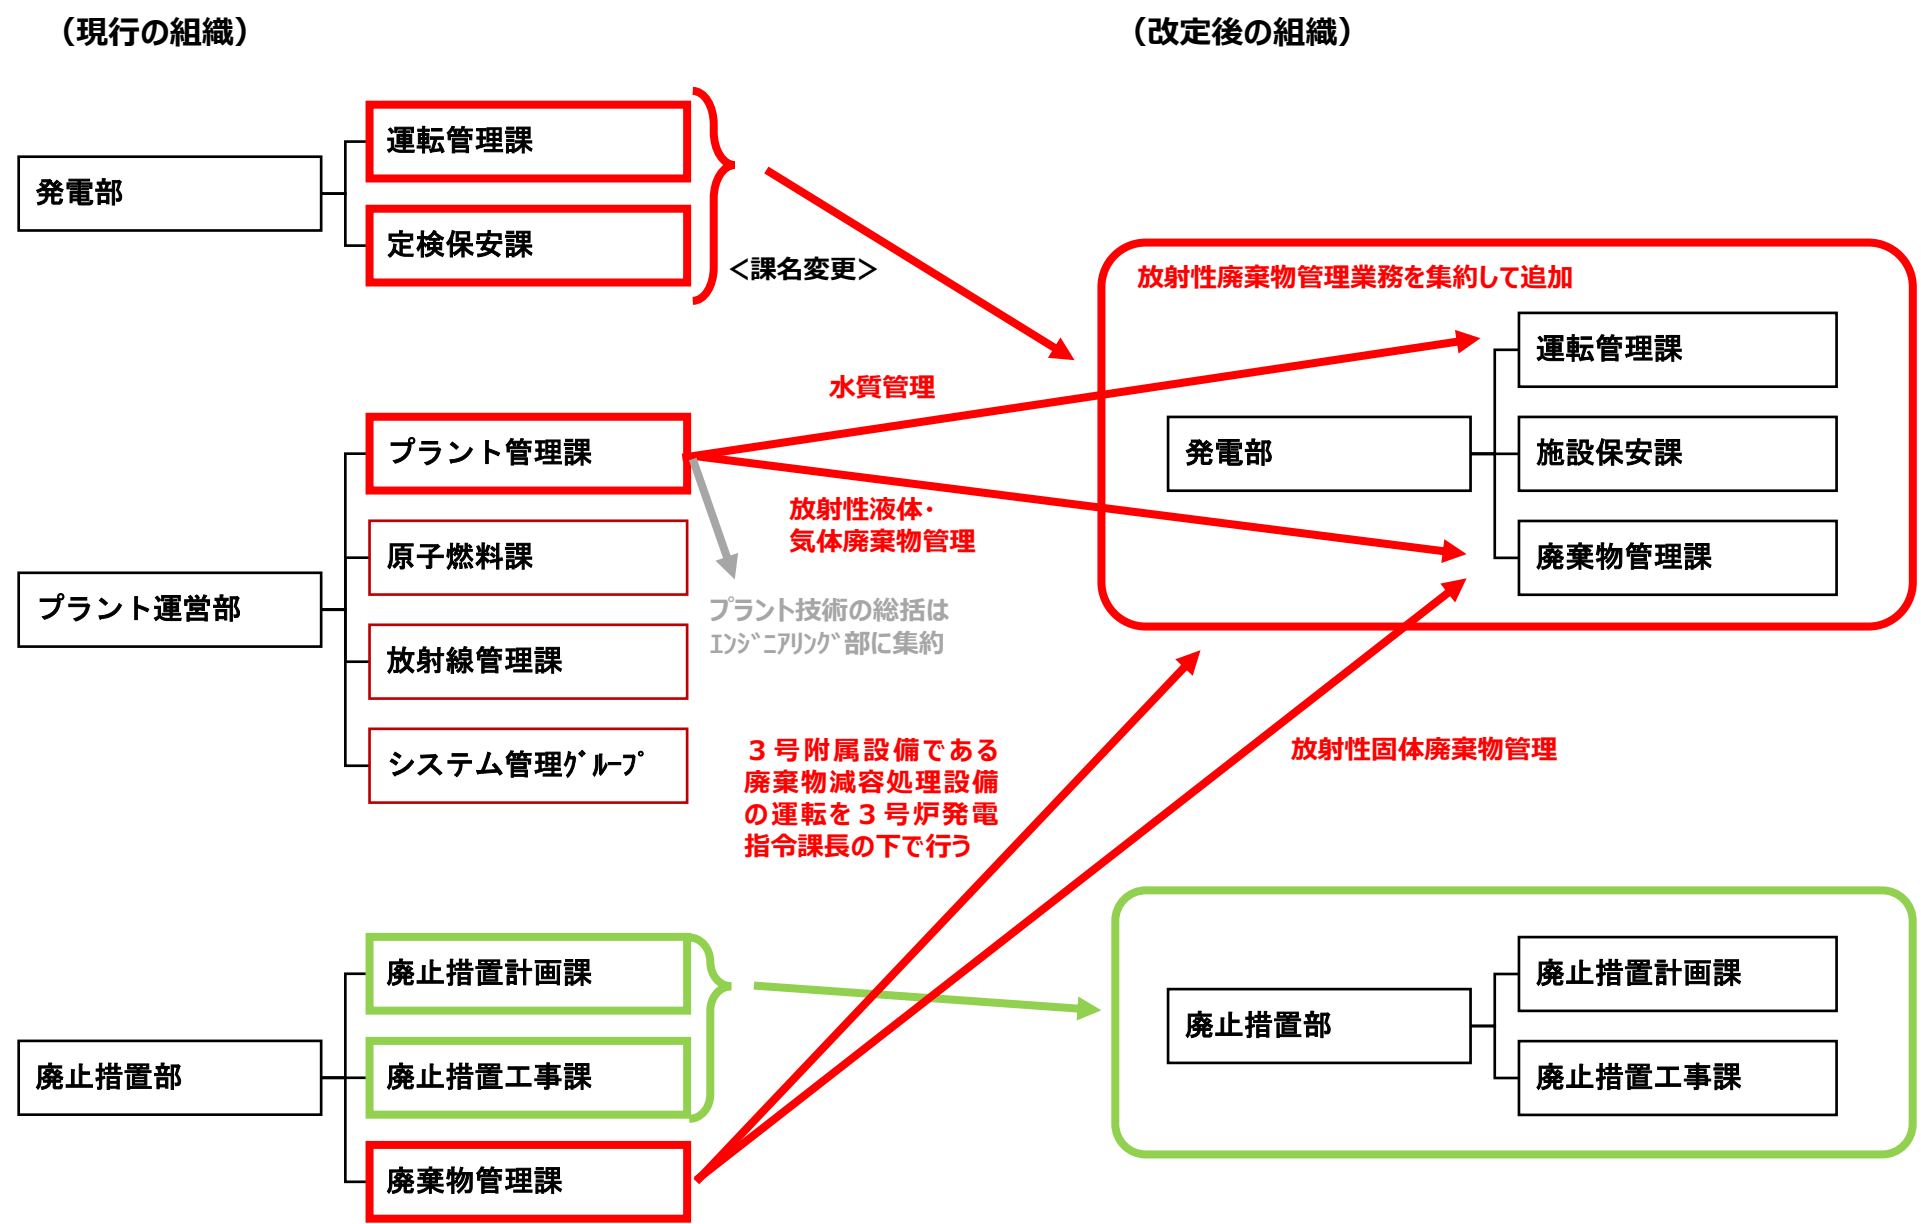 （現行の組織）
発電部
運転管理課
定検保安課
＜課名変更＞
プラント運営部
プラント管理課
原子燃料課
放射線管理課
システム管理ｸﾞﾙｰﾌﾟ
水質管理
放射性液体・
気体廃棄物管理
プラント技術の総括は
ｴﾝｼﾞﾆｱﾘﾝｸﾞ部に集約
３号附属設備である
廃棄物減容処理設備
の運転を３号炉発電
指令課長の下で行う
放射性固体廃棄物管理
廃止措置部
廃止措置計画課
廃止措置工事課
廃棄物管理課
（改定後の組織）
放射性廃棄物管理業務を集約して追加
発電部
運転管理課
施設保安課
廃棄物管理課
廃止措置部
廃止措置計画課
廃止措置工事課